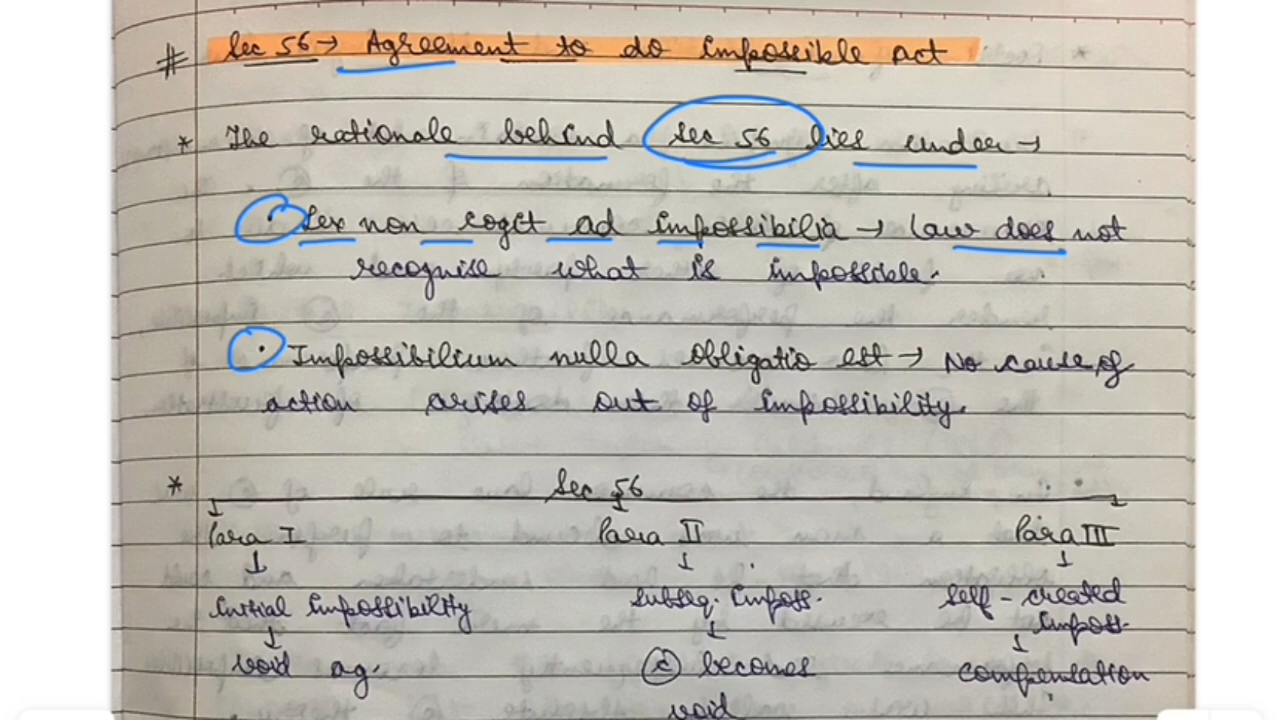 # Sec 56 → Agreement to do impossible act
* The rationale behind Sec 56 lies under →
· Lex non cogit ad impossibilia → Law does not
recognise what is impossible.
· Impossibilium nulla obligatio est → No cause of
action arises out of impossibility.
* Sec 56
Para I Para II Para III
↓ ↓ ↓
Initial Impossibility Subseq. Imposs. Self-created
Imposs.
↓ ↓ ↓
void ag. (c) becomes compensation
void